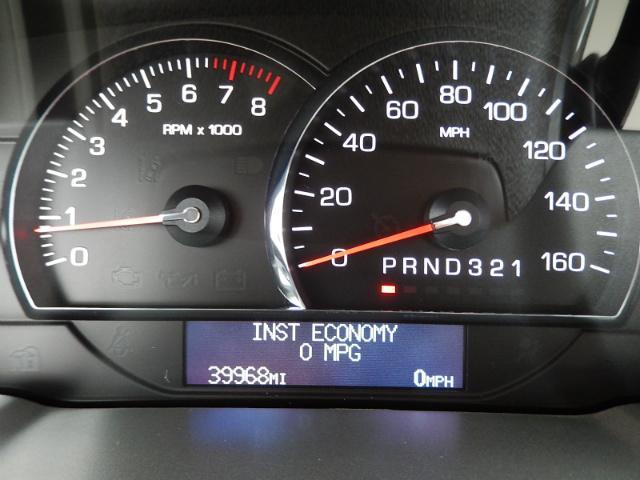 0 1 2 3 4 5 6 7 8
RPM x 1000
0 20 40 60 80 100 120 140 160
MPH
PRND321
INST ECONOMY
0 MPG
39968MI 0MPH